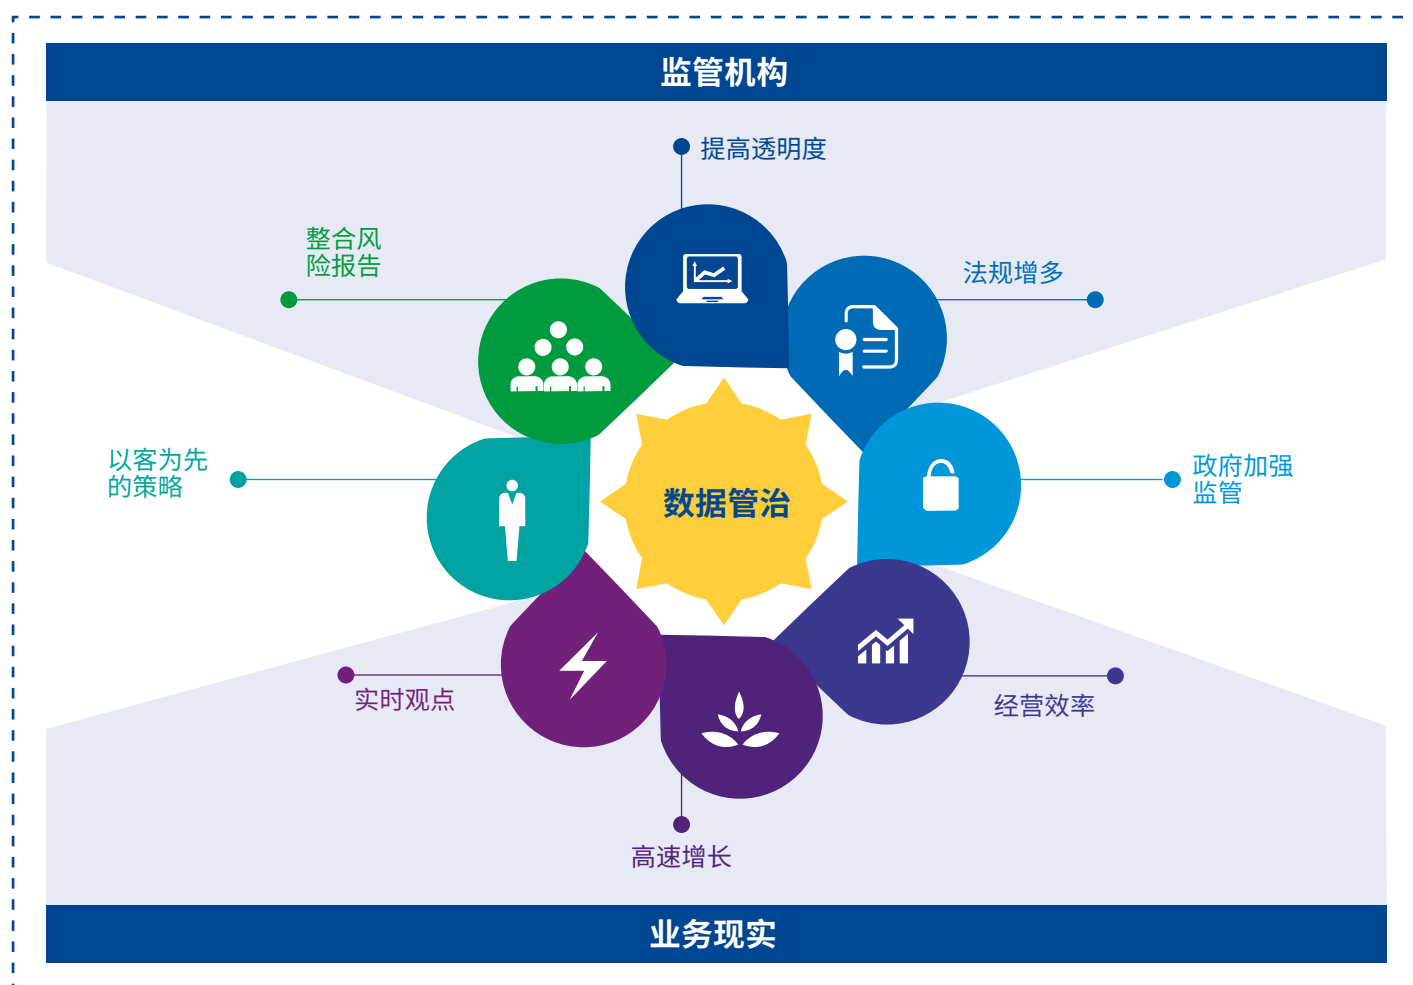 监管机构
提高透明度
整合风
险报告
法规增多
以客为先
的策略
政府加强
监管
数据管治
实时观点
经营效率
高速增长
业务现实